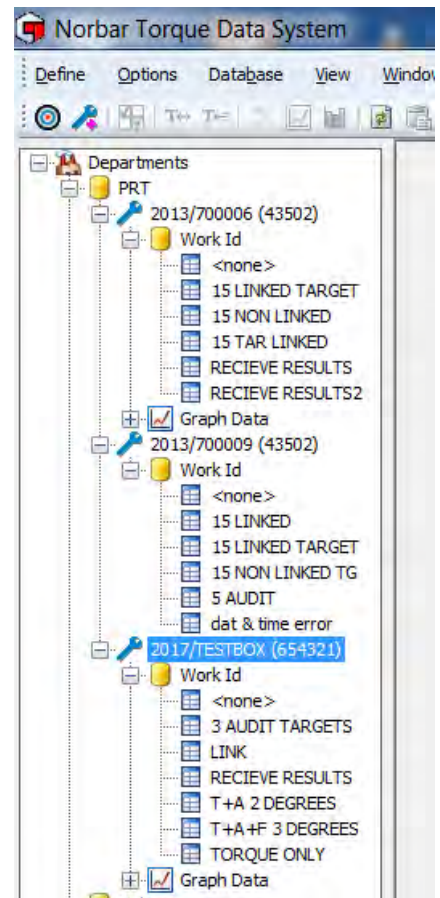 Norbar Torque Data System
Define Options Database View Window
Departments
PRT
2013/700006 (43502)
Work Id
<none>
15 LINKED TARGET
15 NON LINKED
15 TAR LINKED
RECIEVE RESULTS
RECIEVE RESULTS2
Graph Data
2013/700009 (43502)
Work Id
<none>
15 LINKED
15 LINKED TARGET
15 NON LINKED TG
5 AUDIT
dat & time error
2017/TESTBOX (654321)
Work Id
<none>
3 AUDIT TARGETS
LINK
RECIEVE RESULTS
T+A 2 DEGREES
T+A+F 3 DEGREES
TORQUE ONLY
Graph Data